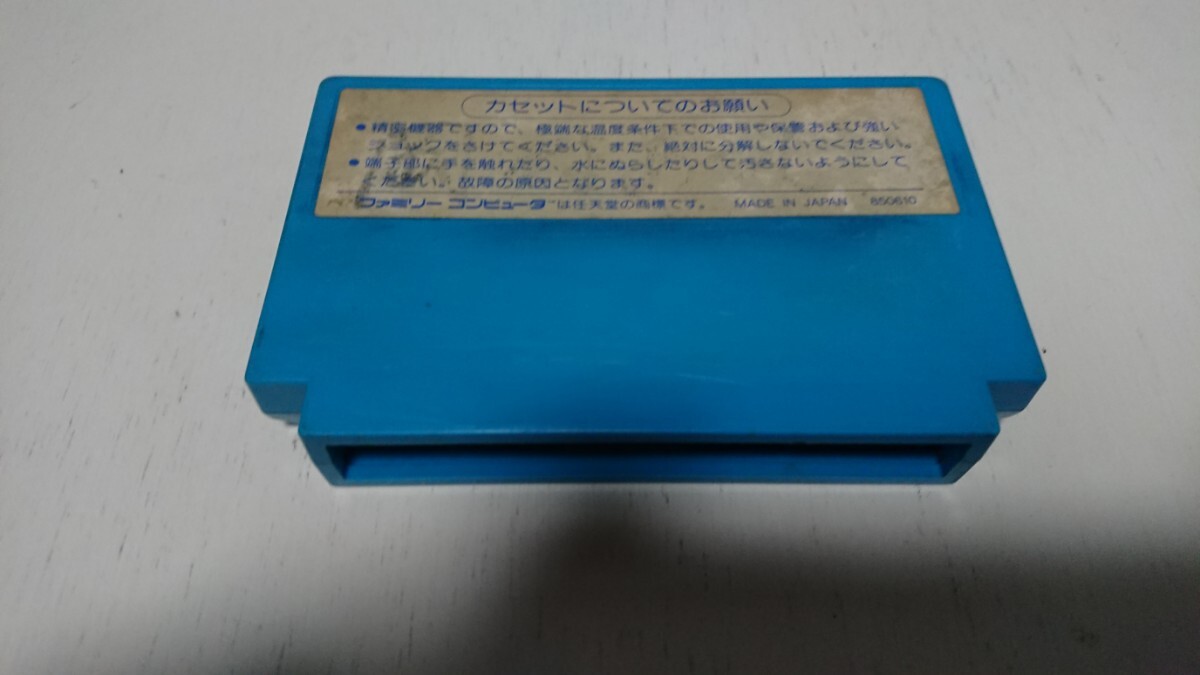 カセットについてのお願い
●精密機器ですので、極端な温度条件下での使用や保管および強い
ショックをさけてください。また、絶対に分解しないでください。
●端子部に手を触れたり、水にぬらしたりして汚さないようにして
ください。故障の原因となります。
ファミリー コンピュータ™は任天堂の商標です。 MADE IN JAPAN 850610